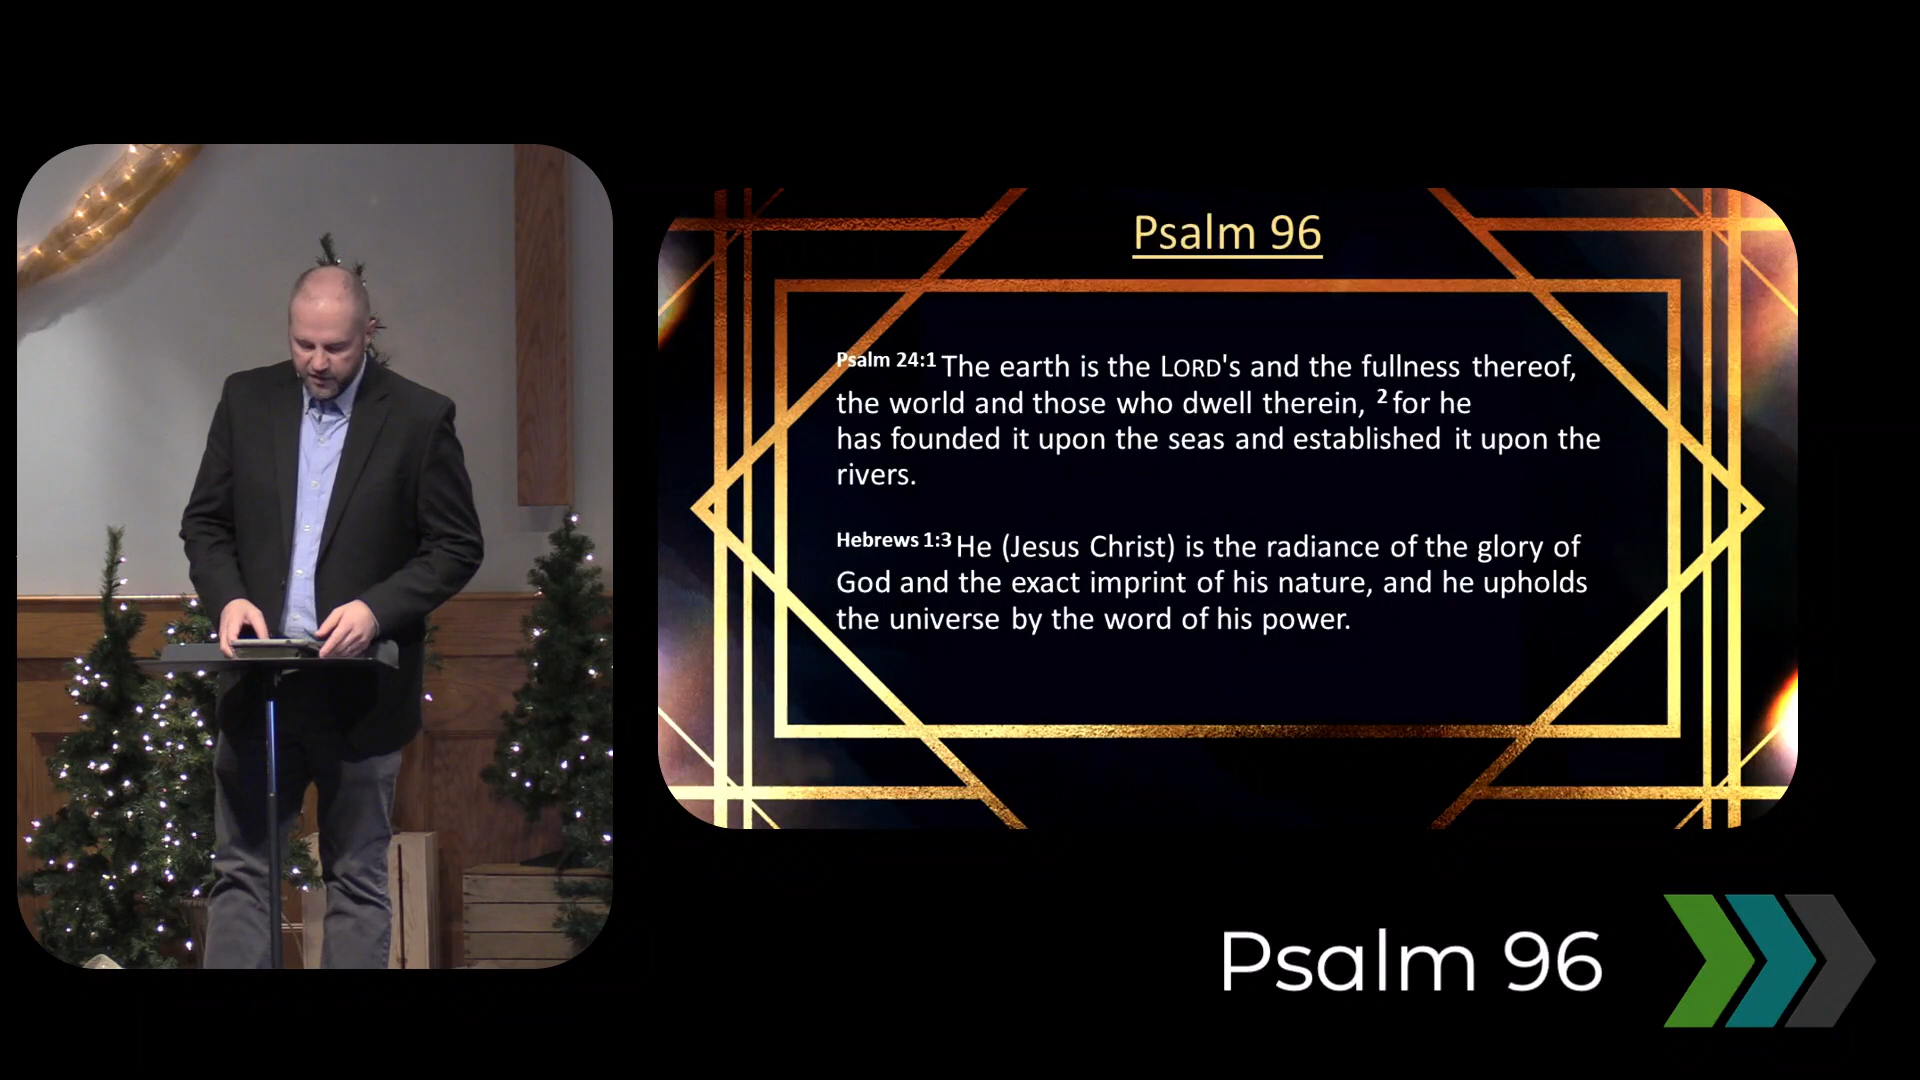 Psalm 96
Psalm 24:1 The earth is the LORD's and the fullness thereof,
the world and those who dwell therein, 2 for he
has founded it upon the seas and established it upon the
rivers.
Hebrews 1:3 He (Jesus Christ) is the radiance of the glory of
God and the exact imprint of his nature, and he upholds
the universe by the word of his power.
Psalm 96